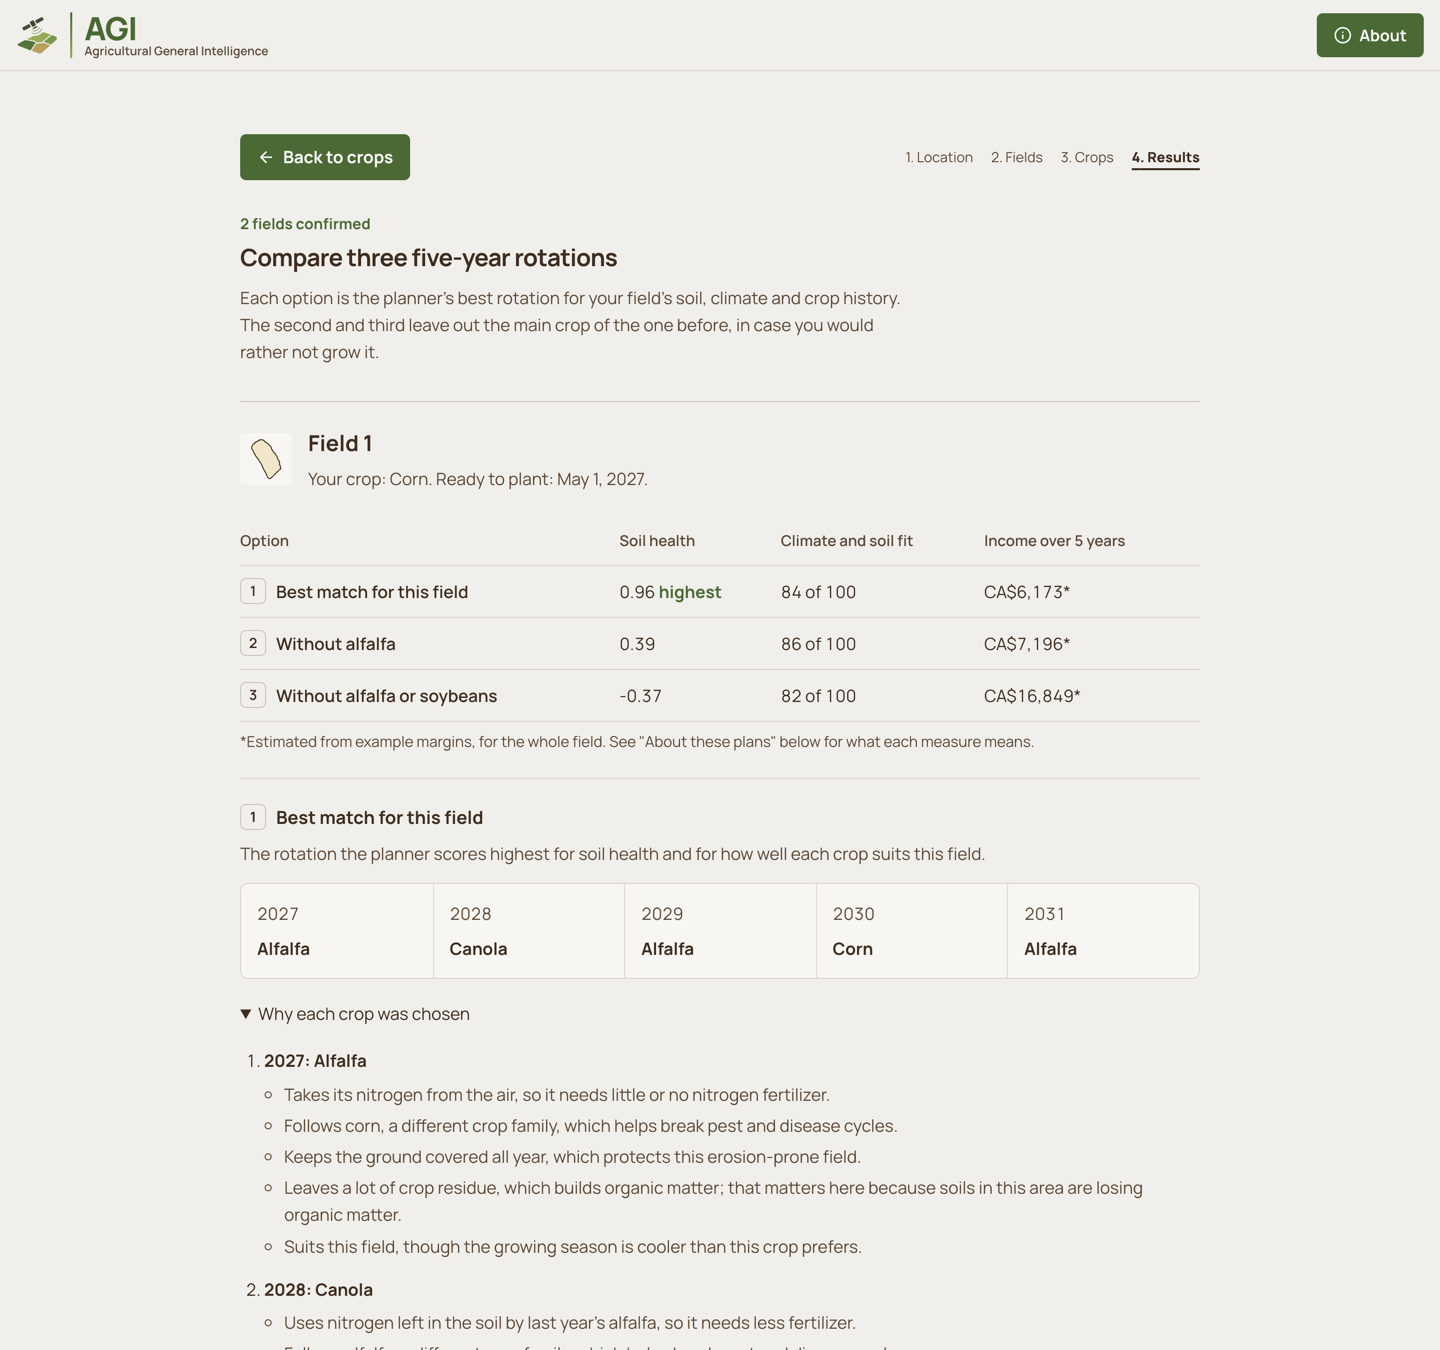 AGI
Agricultural General Intelligence
About
Back to crops
1. Location 2. Fields 3. Crops 4. Results
2 fields confirmed
Compare three five-year rotations
Each option is the planner's best rotation for your field's soil, climate and crop history.
The second and third leave out the main crop of the one before, in case you would
rather not grow it.
Field 1
Your crop: Corn. Ready to plant: May 1, 2027.
Option Soil health Climate and soil fit Income over 5 years
1 Best match for this field 0.96 highest 84 of 100 CA$6,173*
2 Without alfalfa 0.39 86 of 100 CA$7,196*
3 Without alfalfa or soybeans -0.37 82 of 100 CA$16,849*
*Estimated from example margins, for the whole field. See "About these plans" below for what each measure means.
1 Best match for this field
The rotation the planner scores highest for soil health and for how well each crop suits this field.
2027 2028 2029 2030 2031
Alfalfa Canola Alfalfa Corn Alfalfa
Why each crop was chosen
1. 2027: Alfalfa
Takes its nitrogen from the air, so it needs little or no nitrogen fertilizer.
Follows corn, a different crop family, which helps break pest and disease cycles.
Keeps the ground covered all year, which protects this erosion-prone field.
Leaves a lot of crop residue, which builds organic matter; that matters here because soils in this area are losing
organic matter.
Suits this field, though the growing season is cooler than this crop prefers.
2. 2028: Canola
Uses nitrogen left in the soil by last year's alfalfa, so it needs less fertilizer.